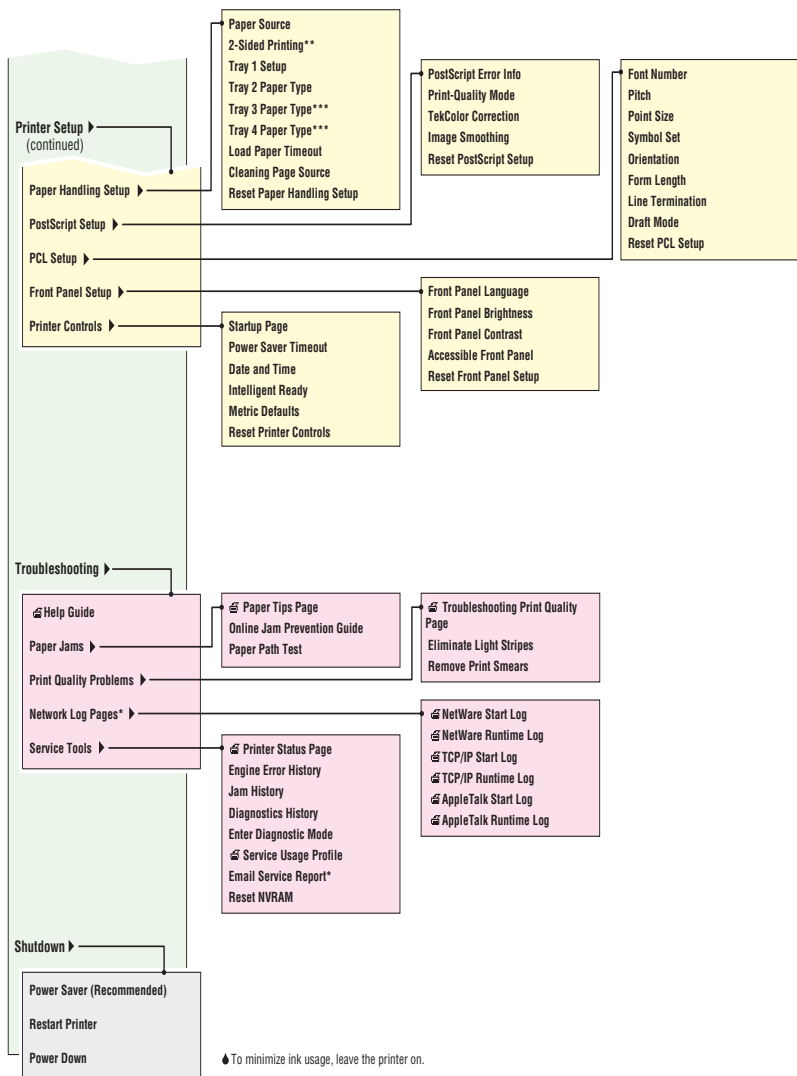 Printer Setup
(continued)
Paper Handling Setup
PostScript Setup
PCL Setup
Front Panel Setup
Printer Controls
Paper Source
2-Sided Printing**
Tray 1 Setup
Tray 2 Paper Type
Tray 3 Paper Type***
Tray 4 Paper Type***
Load Paper Timeout
Cleaning Page Source
Reset Paper Handling Setup
PostScript Error Info
Print-Quality Mode
TekColor Correction
Image Smoothing
Reset PostScript Setup
Font Number
Pitch
Point Size
Symbol Set
Orientation
Form Length
Line Termination
Draft Mode
Reset PCL Setup
Front Panel Language
Front Panel Brightness
Front Panel Contrast
Accessible Front Panel
Reset Front Panel Setup
Startup Page
Power Saver Timeout
Date and Time
Intelligent Ready
Metric Defaults
Reset Printer Controls
Troubleshooting
Help Guide
Paper Jams
Print Quality Problems
Network Log Pages*
Service Tools
Paper Tips Page
Online Jam Prevention Guide
Paper Path Test
Troubleshooting Print Quality
Page
Eliminate Light Stripes
Remove Print Smears
NetWare Start Log
NetWare Runtime Log
TCP/IP Start Log
TCP/IP Runtime Log
AppleTalk Start Log
AppleTalk Runtime Log
Printer Status Page
Engine Error History
Jam History
Diagnostics History
Enter Diagnostic Mode
Service Usage Profile
Email Service Report*
Reset NVRAM
Shutdown
Power Saver (Recommended)
Restart Printer
Power Down
To minimize ink usage, leave the printer on.